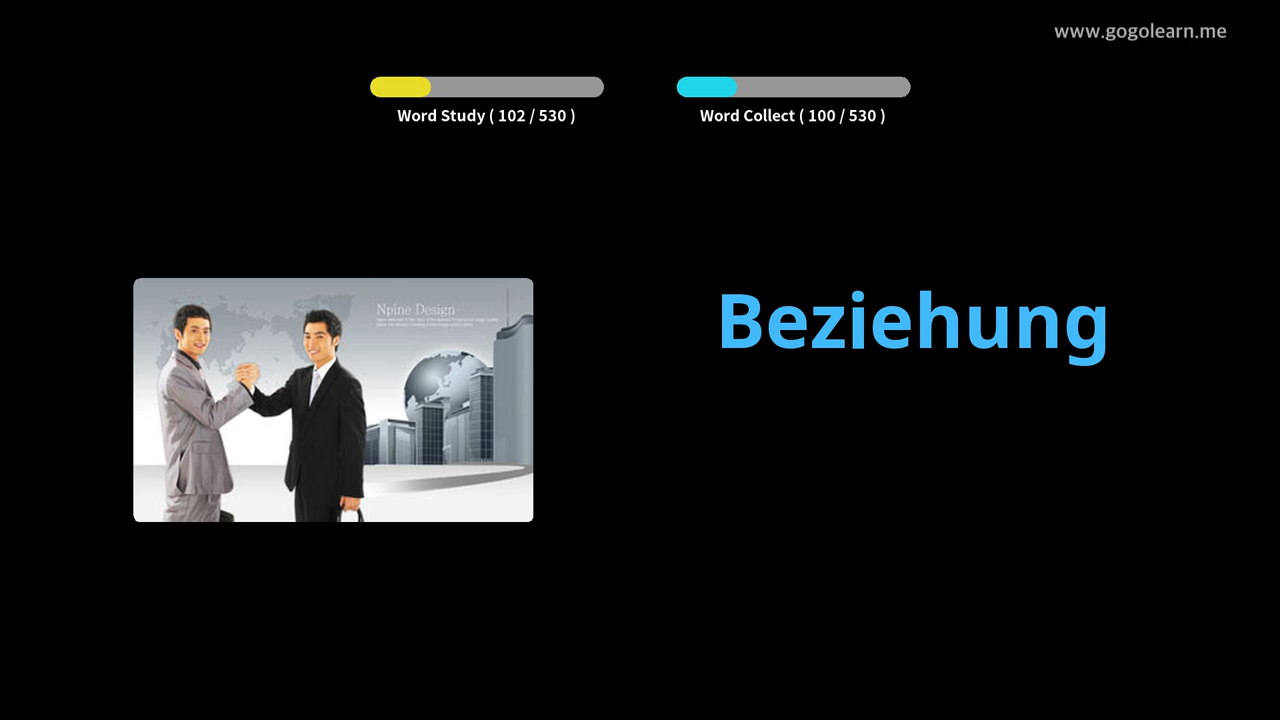 www.gogolearn.me
Word Study ( 102 / 530 )
Word Collect ( 100 / 530 )
Npine Design
Beziehung